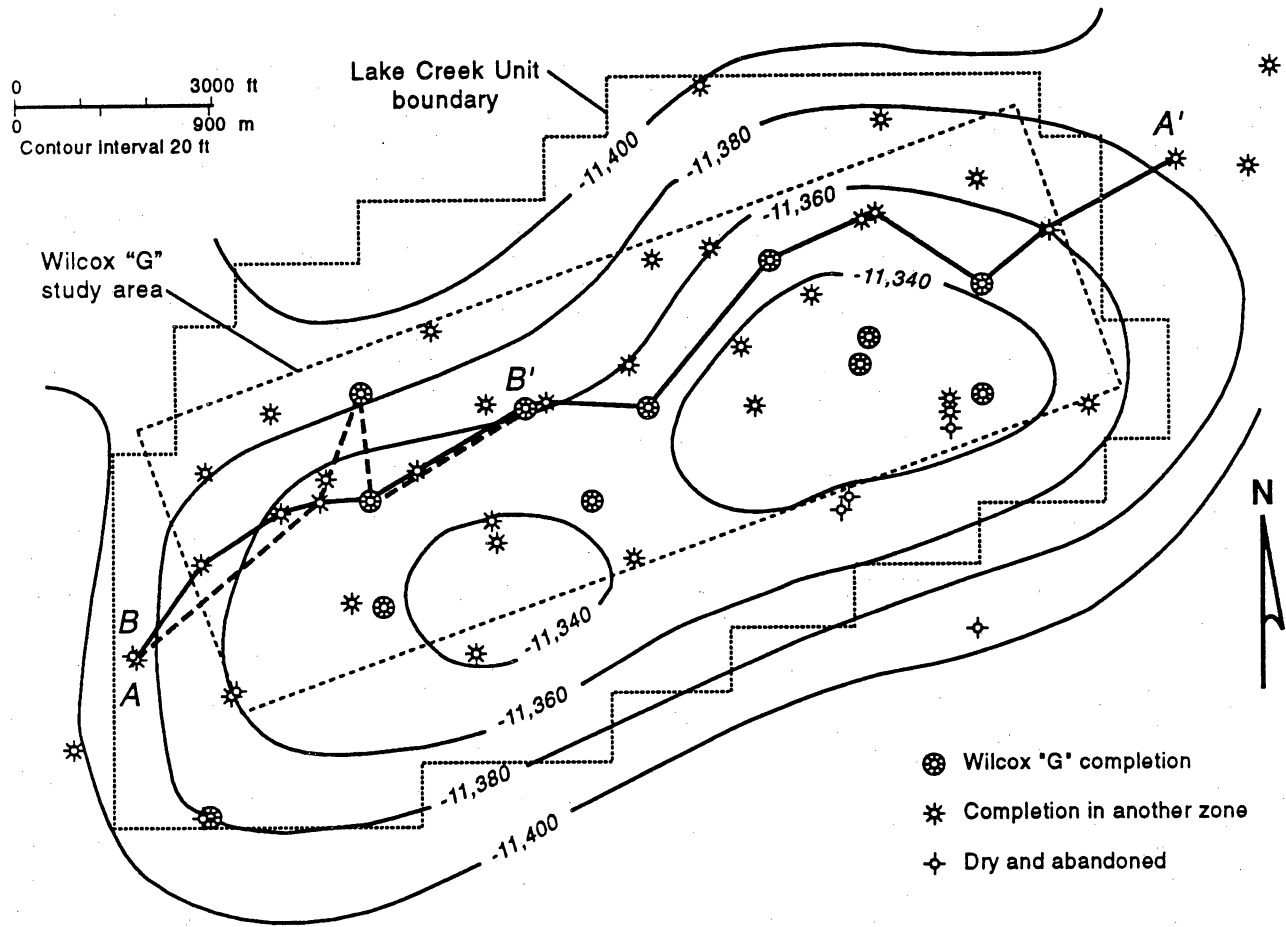 0 3000 ft
0 900 m
Contour interval 20 ft
Lake Creek Unit
boundary
A'
-11,400
-11,380
-11,360
Wilcox "G"
study area
-11,340
B'
N
B
A
-11,340
-11,360
-11,380
-11,400
Wilcox "G" completion
Completion in another zone
Dry and abandoned